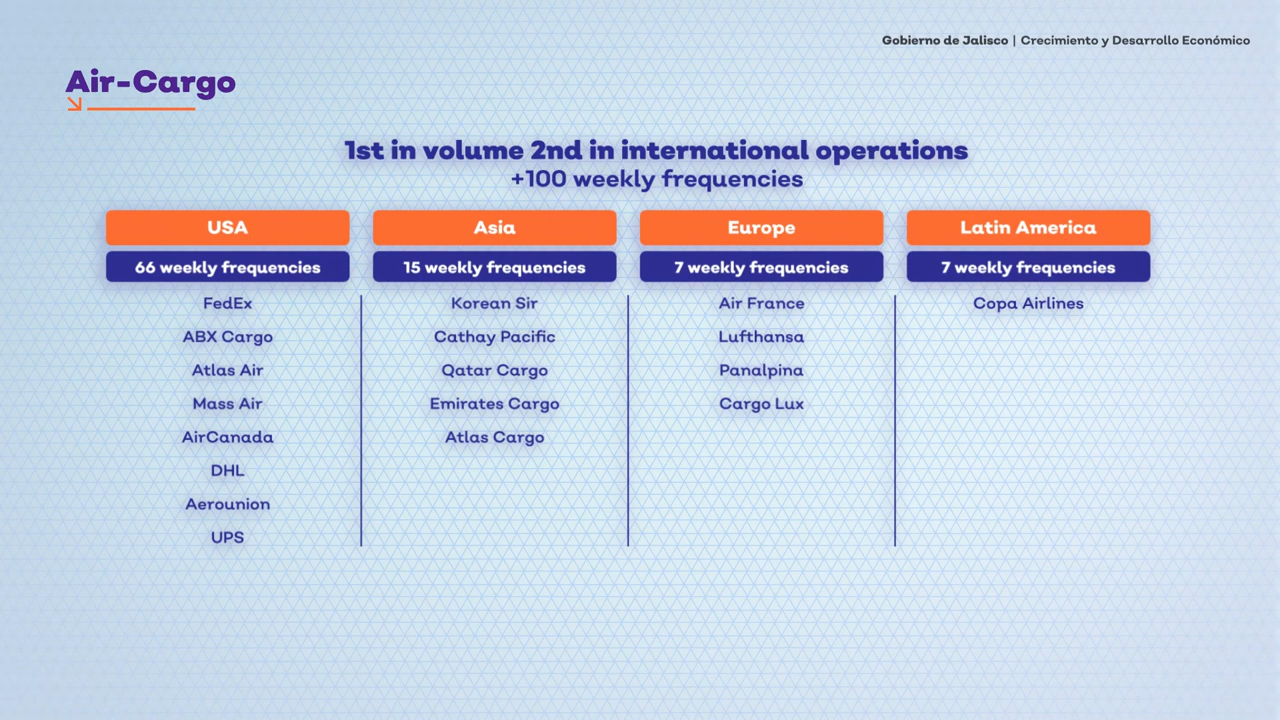 Gobierno de Jalisco | Crecimiento y Desarrollo Económico
Air-Cargo
1st in volume 2nd in international operations
+100 weekly frequencies
USA
66 weekly frequencies
FedEx
ABX Cargo
Atlas Air
Mass Air
AirCanada
DHL
Aerounion
UPS
Asia
15 weekly frequencies
Korean Sir
Cathay Pacific
Qatar Cargo
Emirates Cargo
Atlas Cargo
Europe
7 weekly frequencies
Air France
Lufthansa
Panalpina
Cargo Lux
Latin America
7 weekly frequencies
Copa Airlines